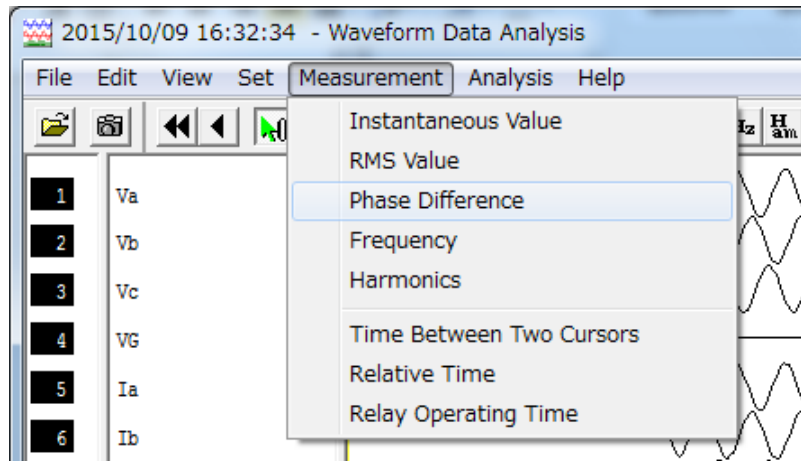 2015/10/09 16:32:34 - Waveform Data Analysis
File Edit View Set Measurement Analysis Help
Instantaneous Value
RMS Value
Phase Difference
Frequency
Harmonics
Time Between Two Cursors
Relative Time
Relay Operating Time
Hz
H am
1 Va
2 Vb
3 Vc
4 VG
5 Ia
6 Ib